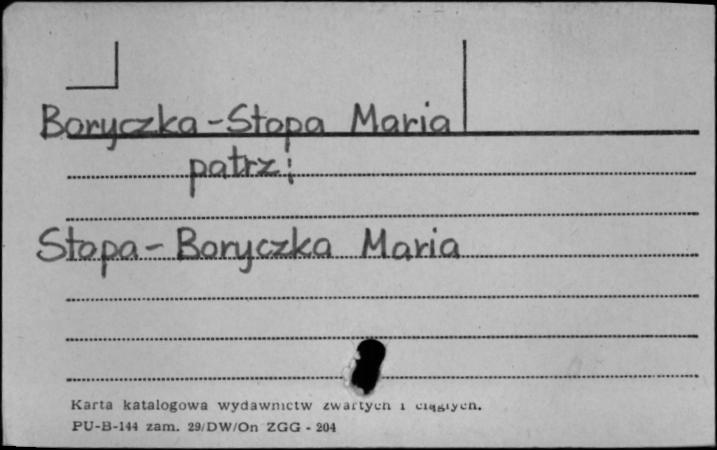 Boryczka-Stopa Maria
patrz:
Stopa-Boryczka Maria
Karta katalogowa wydawnictw zwartych i ciągłych.
PU-B-144 zam. 29/DW/On ZGG - 204